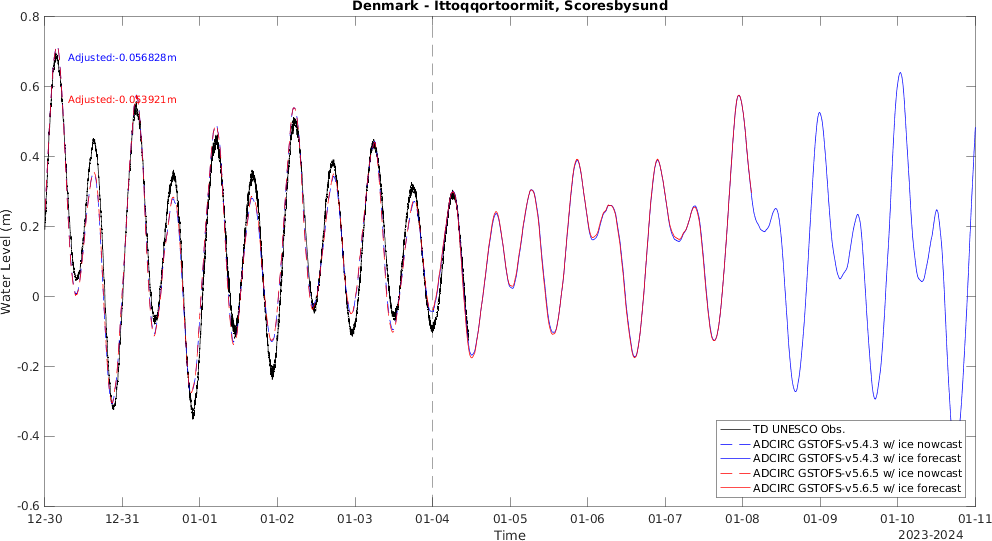 Denmark - Ittoqqortoormiit, Scoresbysund
0.8
0.6
0.4
0.2
0
-0.2
-0.4
-0.6
Water Level (m)
Adjusted:-0.056828m
Adjusted:-0.053921m
TD UNESCO Obs.
ADCIRC GSTOFS-v5.4.3 w/ ice nowcast
ADCIRC GSTOFS-v5.4.3 w/ ice forecast
ADCIRC GSTOFS-v5.6.5 w/ ice nowcast
ADCIRC GSTOFS-v5.6.5 w/ ice forecast
12-30 12-31 01-01 01-02 01-03 01-04 01-05 01-06 01-07 01-08 01-09 01-10 01-11
Time
2023-2024